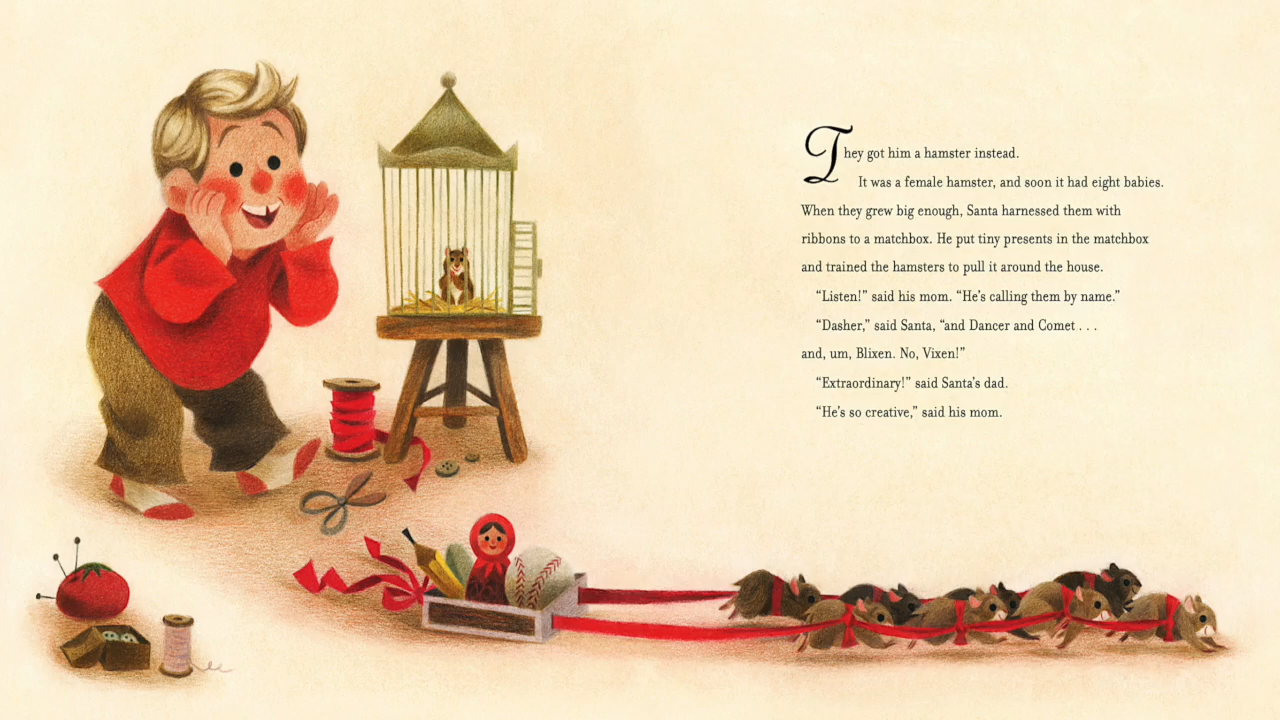 They got him a hamster instead.
It was a female hamster, and soon it had eight babies.
When they grew big enough, Santa harnessed them with
ribbons to a matchbox. He put tiny presents in the matchbox
and trained the hamsters to pull it around the house.
“Listen!” said his mom. “He’s calling them by name.”
“Dasher,” said Santa, “and Dancer and Comet . . .
and, um, Blixen. No, Vixen!”
“Extraordinary!” said Santa’s dad.
“He’s so creative,” said his mom.